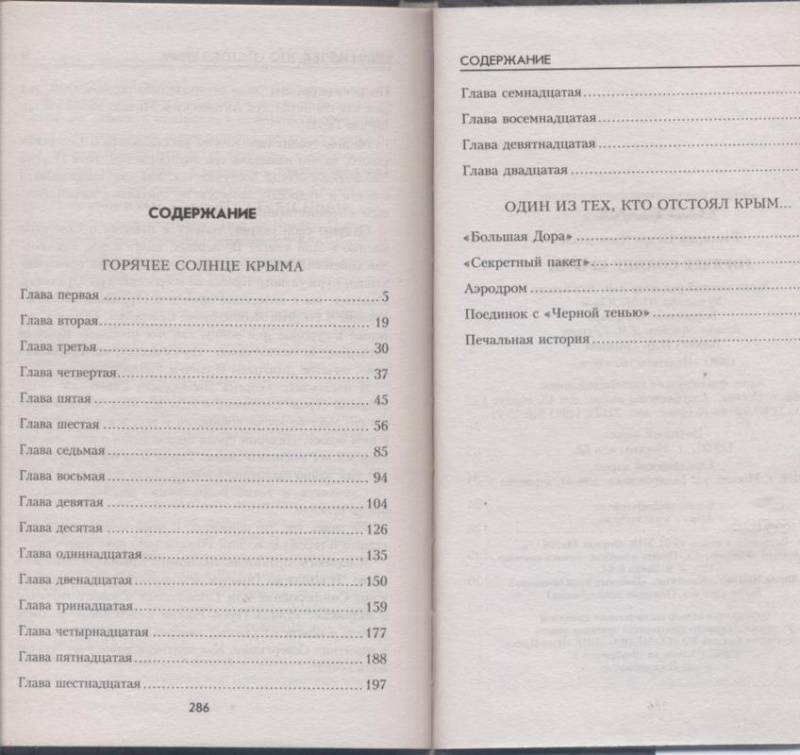 СОДЕРЖАНИЕ
ГОРЯЧЕЕ СОЛНЦЕ КРЫМА
Глава первая 5
Глава вторая 19
Глава третья 30
Глава четвертая 37
Глава пятая 45
Глава шестая 56
Глава седьмая 85
Глава восьмая 94
Глава девятая 104
Глава десятая 126
Глава одиннадцатая 135
Глава двенадцатая 150
Глава тринадцатая 159
Глава четырнадцатая 177
Глава пятнадцатая 188
Глава шестнадцатая 197
286
СОДЕРЖАНИЕ
Глава семнадцатая
Глава восемнадцатая
Глава девятнадцатая
Глава двадцатая
ОДИН ИЗ ТЕХ, КТО ОТСТОЯЛ КРЫМ...
«Большая Дора»
«Секретный пакет»
Аэродром
Поединок с «Черной тенью»
Печальная история